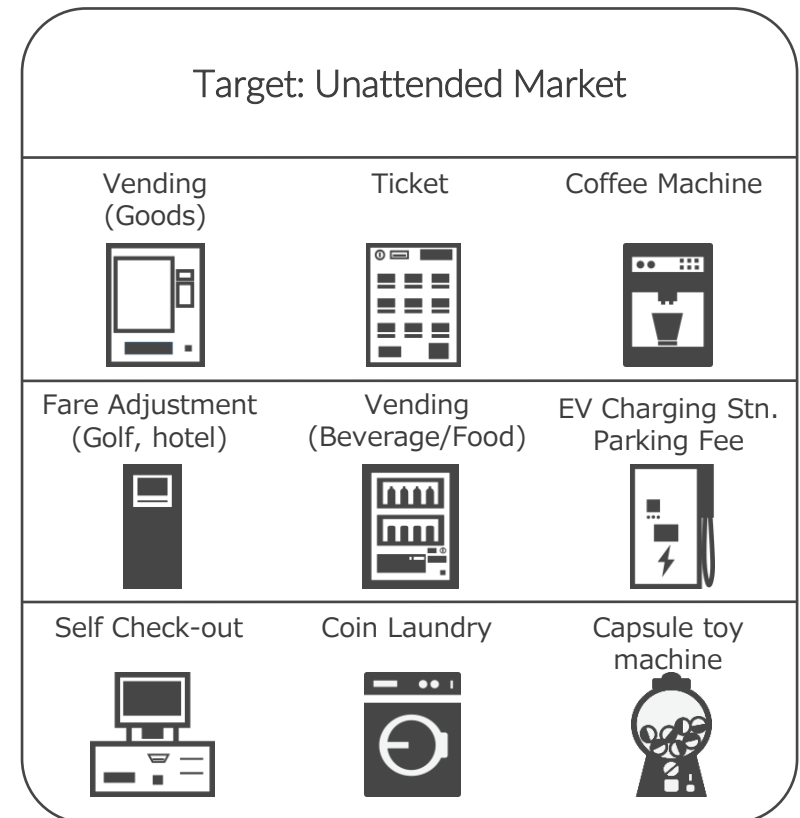 Target: Unattended Market
Vending
(Goods)
Ticket
Coffee Machine
Fare Adjustment
(Golf, hotel)
Vending
(Beverage/Food)
EV Charging Stn.
Parking Fee
Self Check-out
Coin Laundry
Capsule toy
machine